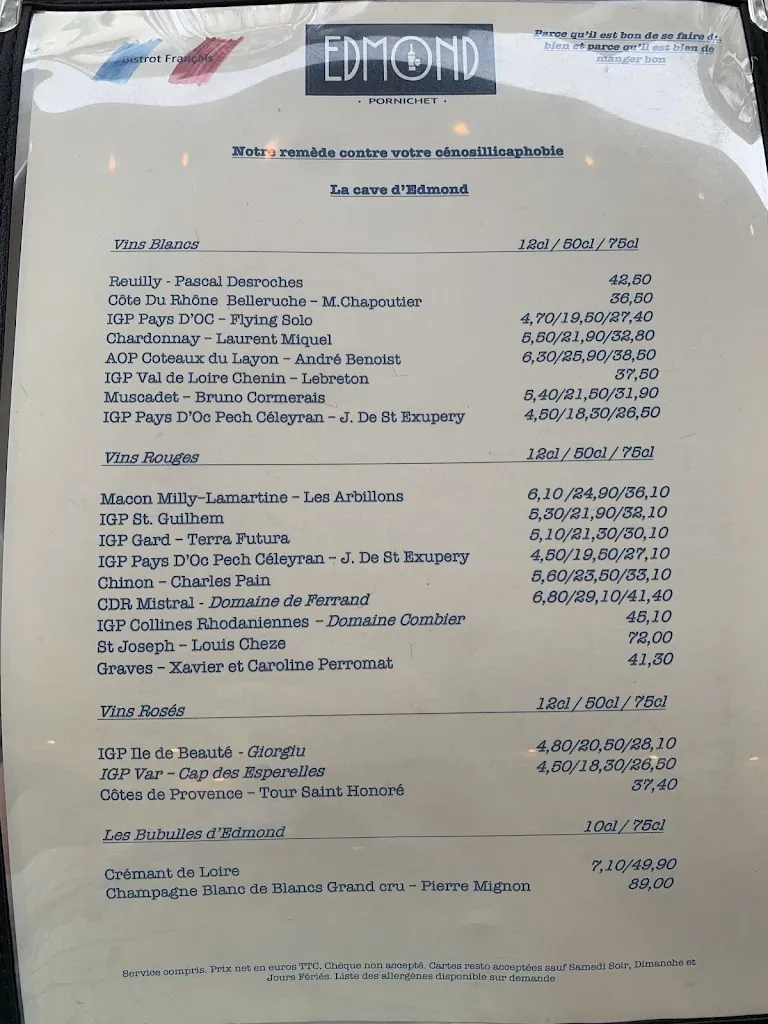 Bistrot Français
EDMOND
· PORNICHET ·
Parce qu'il est bon de se faire du
bien et parce qu'il est bien de
manger bon
Notre remède contre votre cénosillicaphobie
La cave d'Edmond
Vins Blancs 12cl / 50cl / 75cl
Reuilly - Pascal Desroches 42,50
Côte Du Rhône Belleruche – M.Chapoutier 36,50
IGP Pays D'OC – Flying Solo 4,70/19,50/27,40
Chardonnay – Laurent Miquel 5,50/21,90/32,80
AOP Coteaux du Layon – André Benoist 6,30/25,90/38,50
IGP Val de Loire Chenin – Lebreton 37,50
Muscadet – Bruno Cormerais 5,40/21,50/31,90
IGP Pays D'Oc Pech Céleyran – J. De St Exupery 4,50/18,30/26,50
Vins Rouges 12cl / 50cl / 75cl
Macon Milly-Lamartine – Les Arbillons 6,10/24,90/36,10
IGP St. Guilhem 5,30/21,90/32,10
IGP Gard – Terra Futura 5,10/21,30/30,10
IGP Pays D'Oc Pech Céleyran – J. De St Exupery 4,50/19,50/27,10
Chinon – Charles Pain 5,60/23,50/33,10
CDR Mistral - Domaine de Ferrand 6,80/29,10/41,40
IGP Collines Rhodaniennes – Domaine Combier 45,10
St Joseph – Louis Cheze 72,00
Graves – Xavier et Caroline Perromat 41,30
Vins Rosés 12cl / 50cl / 75cl
IGP Ile de Beauté - Giorgiu 4,80/20,50/28,10
IGP Var – Cap des Esperelles 4,50/18,30/26,50
Côtes de Provence – Tour Saint Honoré 37,40
Les Bubulles d'Edmond 10cl / 75cl
Crémant de Loire 7,10/49,90
Champagne Blanc de Blancs Grand cru – Pierre Mignon 89,00
Service compris. Prix net en euros TTC. Chèque non accepté. Cartes resto acceptées sauf Samedi Soir, Dimanche et
Jours Fériés. Liste des allergènes disponible sur demande